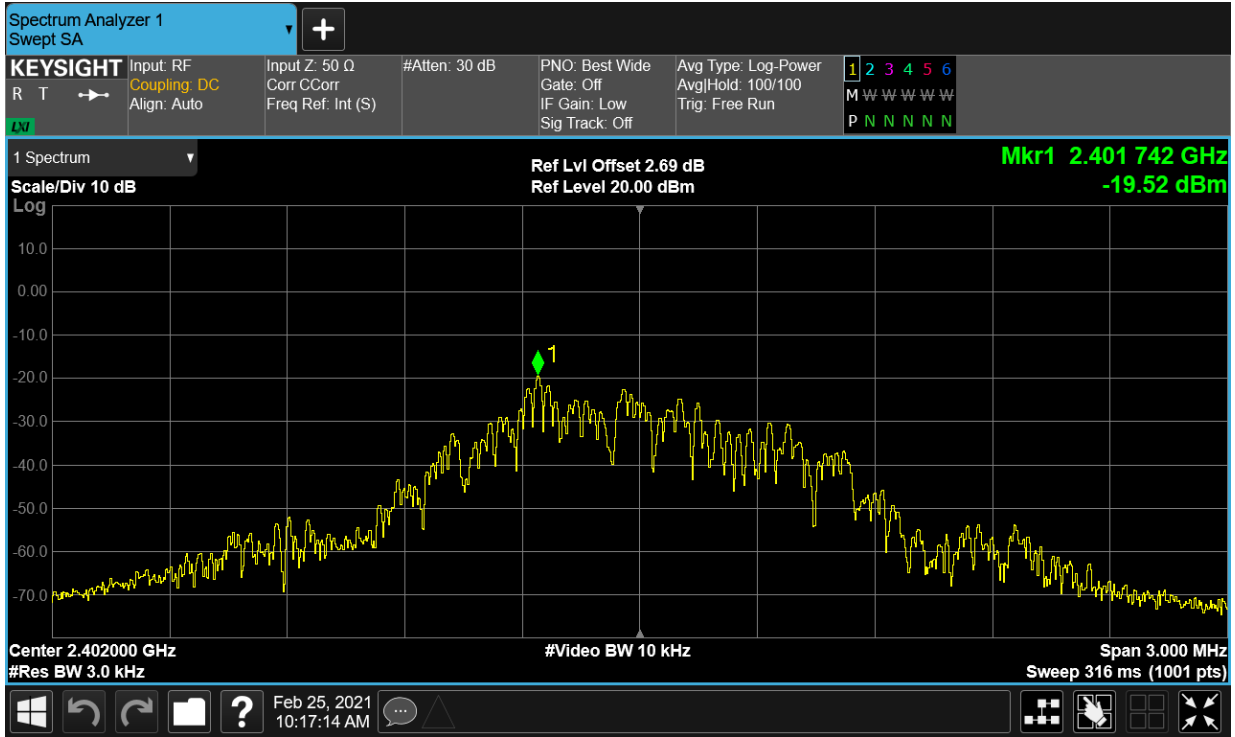 Spectrum Analyzer 1
Swept SA
▼
+
KEYSIGHT
R T
LXI
Input: RF
Coupling: DC
Align: Auto
Input Z: 50 Ω
Corr CCorr
Freq Ref: Int (S)
#Atten: 30 dB
PNO: Best Wide
Gate: Off
IF Gain: Low
Sig Track: Off
Avg Type: Log-Power
Avg|Hold: 100/100
Trig: Free Run
1 2 3 4 5 6
M W W W W W
P N N N N N N
1 Spectrum ▼
Scale/Div 10 dB
Log
Ref Lvl Offset 2.69 dB
Ref Level 20.00 dBm
Mkr1 2.401 742 GHz
-19.52 dBm
10.0
0.00
-10.0
1
-20.0
-30.0
-40.0
-50.0
-60.0
-70.0
Center 2.402000 GHz
#Res BW 3.0 kHz
#Video BW 10 kHz
Span 3.000 MHz
Sweep 316 ms (1001 pts)
?
Feb 25, 2021
10:17:14 AM